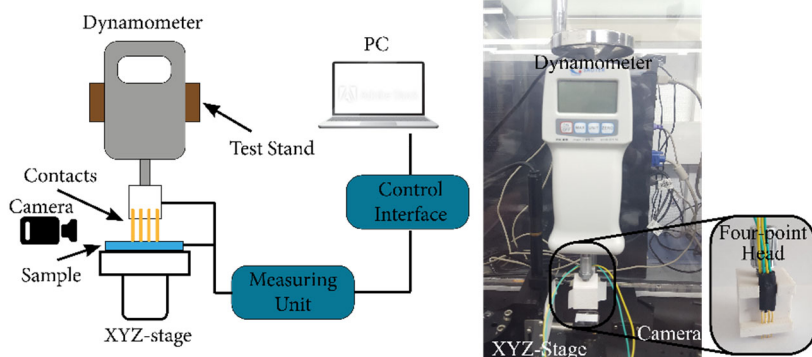 Dynamometer
PC
Test Stand
Contacts
Camera
Sample
XYZ-stage
Measuring
Unit
Control
Interface
Dynamometer
Four-point
Head
Camera
XYZ-Stage